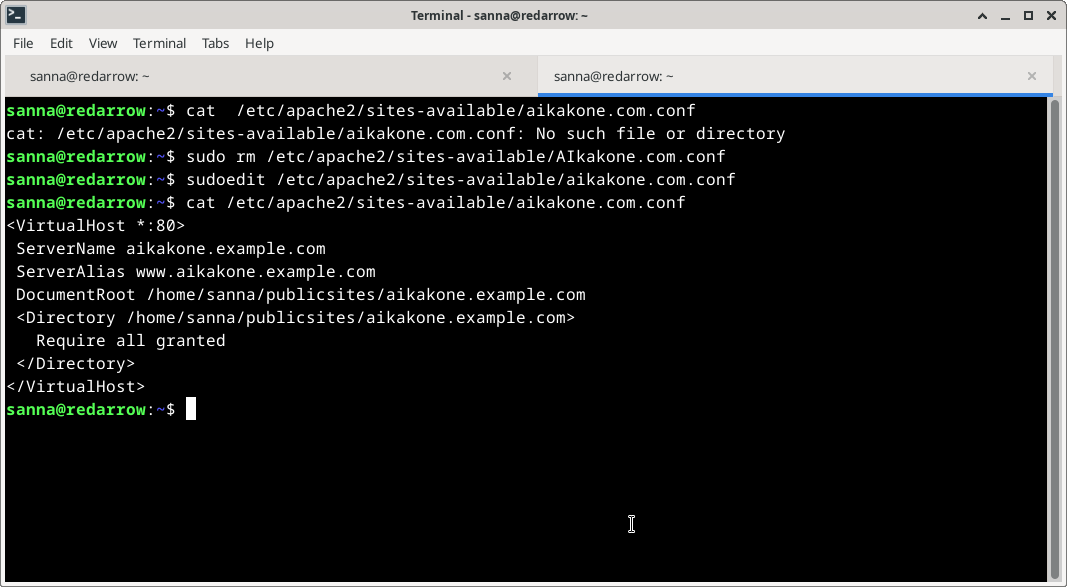 Terminal - sanna@redarrow: ~
File Edit View Terminal Tabs Help
sanna@redarrow: ~ × sanna@redarrow: ~ ×
sanna@redarrow:~$ cat  /etc/apache2/sites-available/aikakone.com.conf
cat: /etc/apache2/sites-available/aikakone.com.conf: No such file or directory
sanna@redarrow:~$ sudo rm /etc/apache2/sites-available/AIkakone.com.conf
sanna@redarrow:~$ sudoedit /etc/apache2/sites-available/aikakone.com.conf
sanna@redarrow:~$ cat /etc/apache2/sites-available/aikakone.com.conf
<VirtualHost *:80>
 ServerName aikakone.example.com
 ServerAlias www.aikakone.example.com
 DocumentRoot /home/sanna/publicsites/aikakone.example.com
 <Directory /home/sanna/publicsites/aikakone.example.com>
   Require all granted
 </Directory>
</VirtualHost>
sanna@redarrow:~$